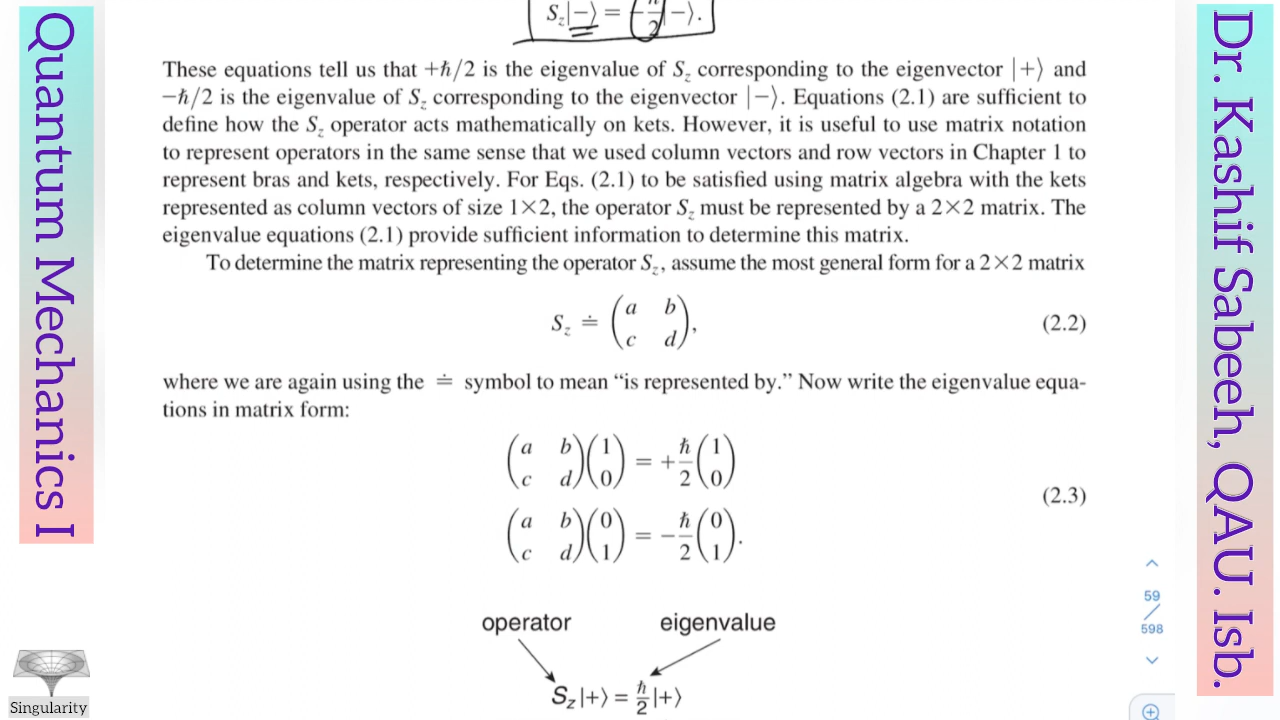 S_z|−⟩ = −ħ/2|−⟩.
These equations tell us that +ħ/2 is the eigenvalue of S_z corresponding to the eigenvector |+⟩ and
−ħ/2 is the eigenvalue of S_z corresponding to the eigenvector |−⟩. Equations (2.1) are sufficient to
define how the S_z operator acts mathematically on kets. However, it is useful to use matrix notation
to represent operators in the same sense that we used column vectors and row vectors in Chapter 1 to
represent bras and kets, respectively. For Eqs. (2.1) to be satisfied using matrix algebra with the kets
represented as column vectors of size 1×2, the operator S_z must be represented by a 2×2 matrix. The
eigenvalue equations (2.1) provide sufficient information to determine this matrix.
To determine the matrix representing the operator S_z, assume the most general form for a 2×2 matrix
S_z ≐ (a b; c d), (2.2)
where we are again using the ≐ symbol to mean “is represented by.” Now write the eigenvalue equa-
tions in matrix form:
(a b; c d)(1; 0) = +ħ/2(1; 0)
(2.3)
(a b; c d)(0; 1) = −ħ/2(0; 1).
operator eigenvalue
S_z|+⟩ = ħ/2|+⟩
Quantum Mechanics I
Dr. Kashif Sabeeh, QAU. Isb.
59
598
Singularity